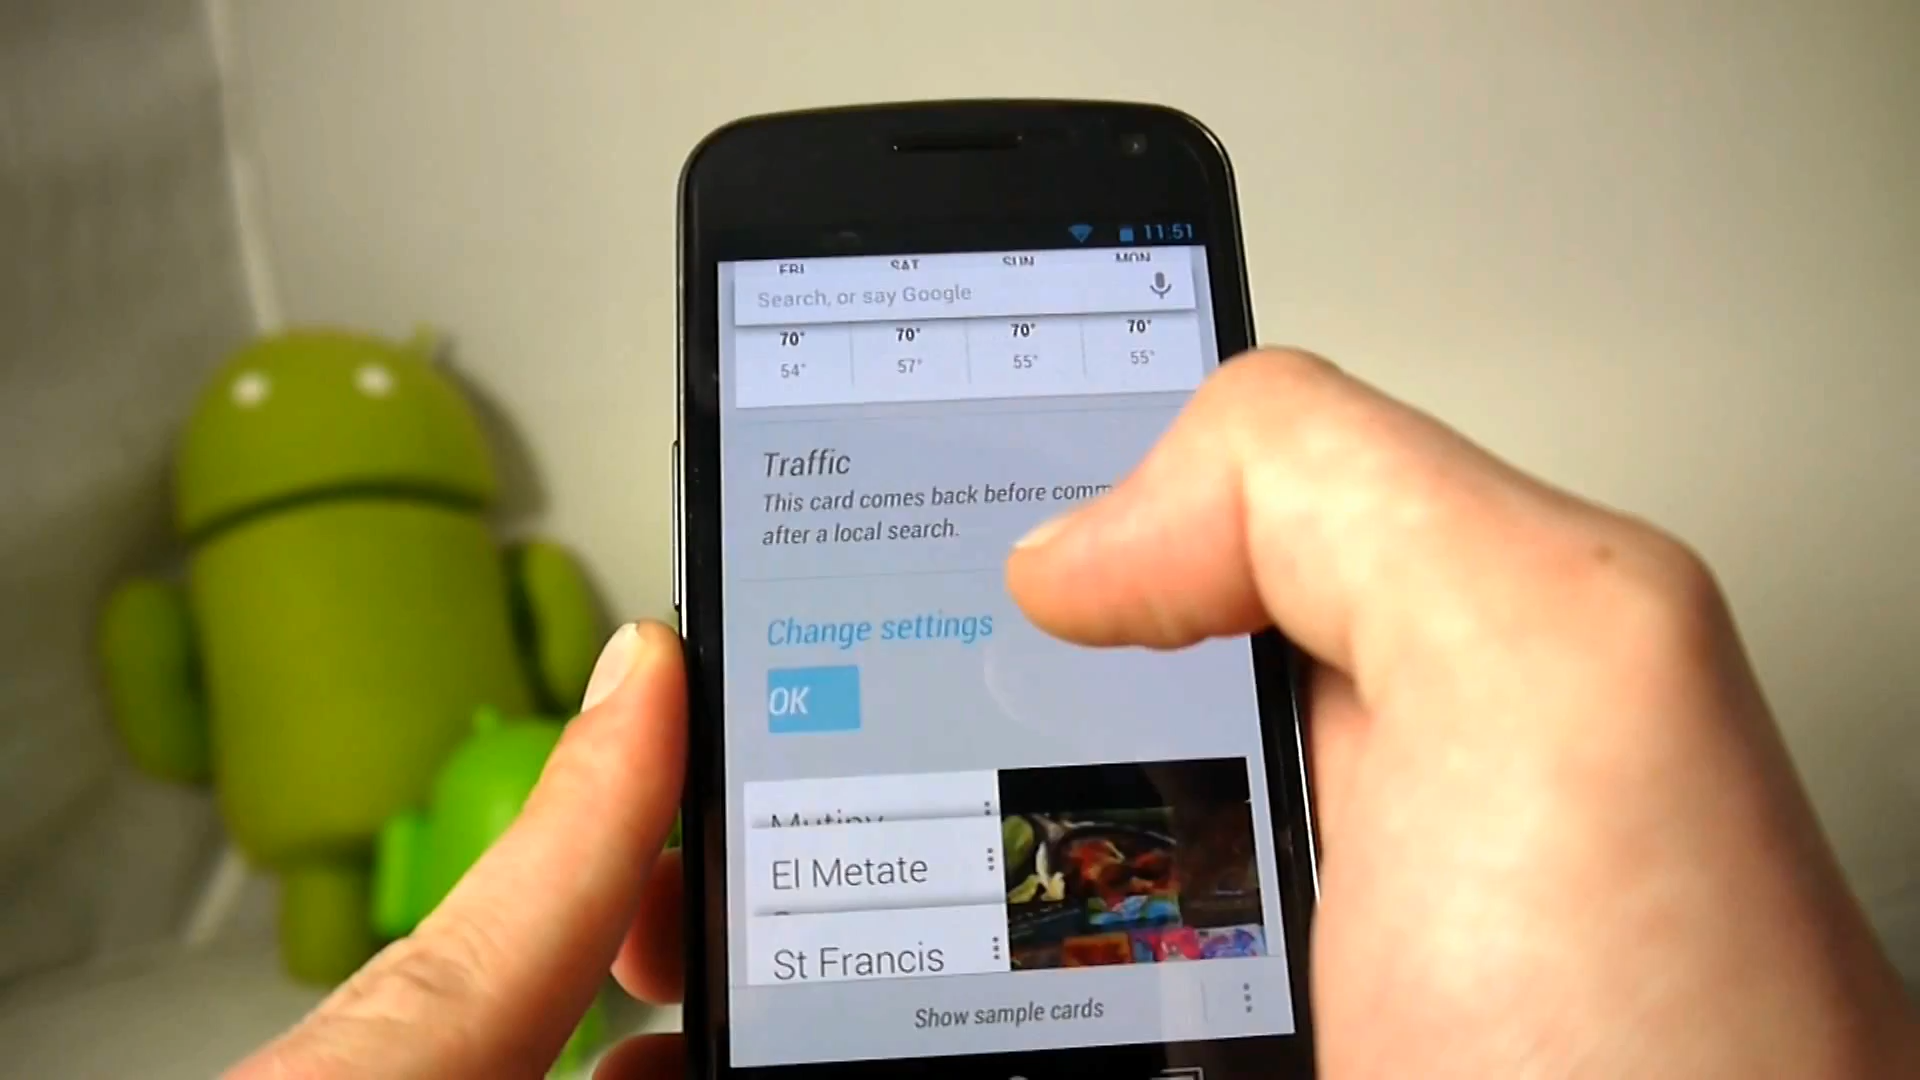 11:51
FRI SAT SUN MON
Search, or say Google
70° 70° 70° 70°
54° 57° 55° 55°
Traffic
This card comes back before
after a local search.
Change settings
OK
Mutiny
El Metate
St Francis
Show sample cards